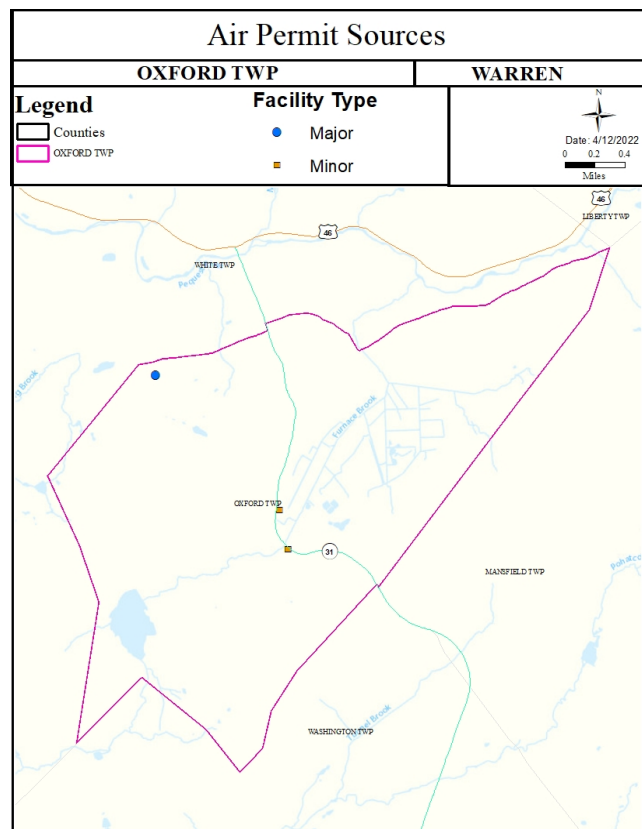 Air Permit Sources
OXFORD TWP
WARREN
Legend
Counties
OXFORD TWP
Facility Type
Major
Minor
N
Date: 4/12/2022
0 0.2 0.4
Miles
46
LIBERTY TWP
46
WHITE TWP
Furnace Brook
OXFORD TWP
31
MANSFIELD TWP
WASHINGTON TWP